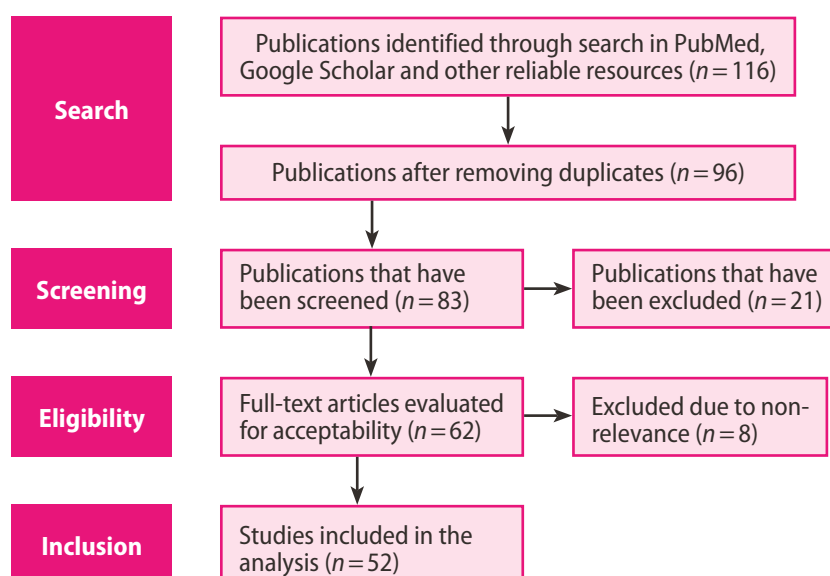 Search
Publications identified through search in PubMed,
Google Scholar and other reliable resources (n = 116)
Publications after removing duplicates (n = 96)
Screening
Publications that have
been screened (n = 83)
Publications that have
been excluded (n = 21)
Eligibility
Full-text articles evaluated
for acceptability (n = 62)
Excluded due to non-
relevance (n = 8)
Inclusion
Studies included in the
analysis (n = 52)